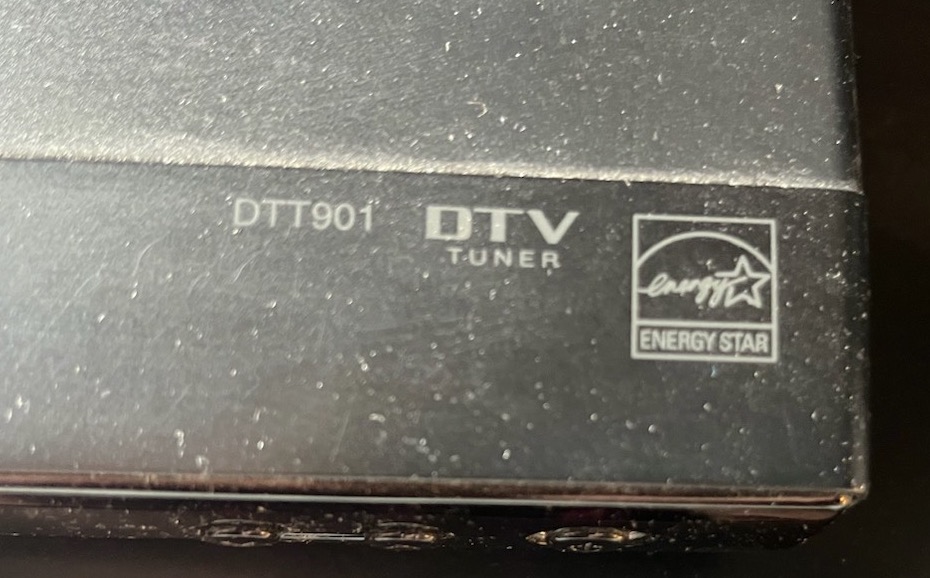 DTT901
DTV
TUNER
energy
ENERGY STAR